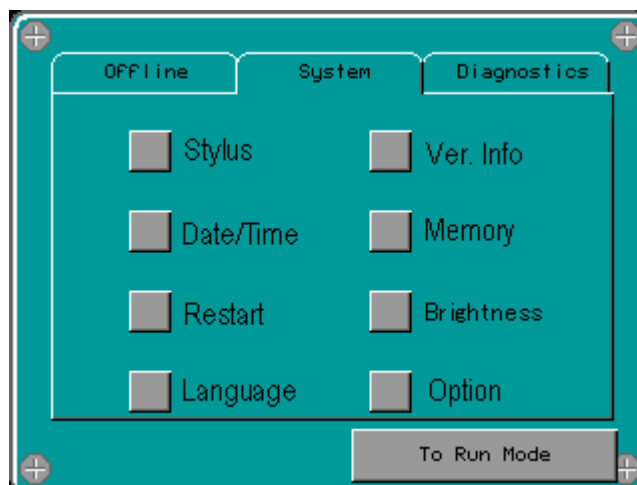 Offline System Diagnostics
Stylus Ver. Info
Date/Time Memory
Restart Brightness
Language Option
To Run Mode